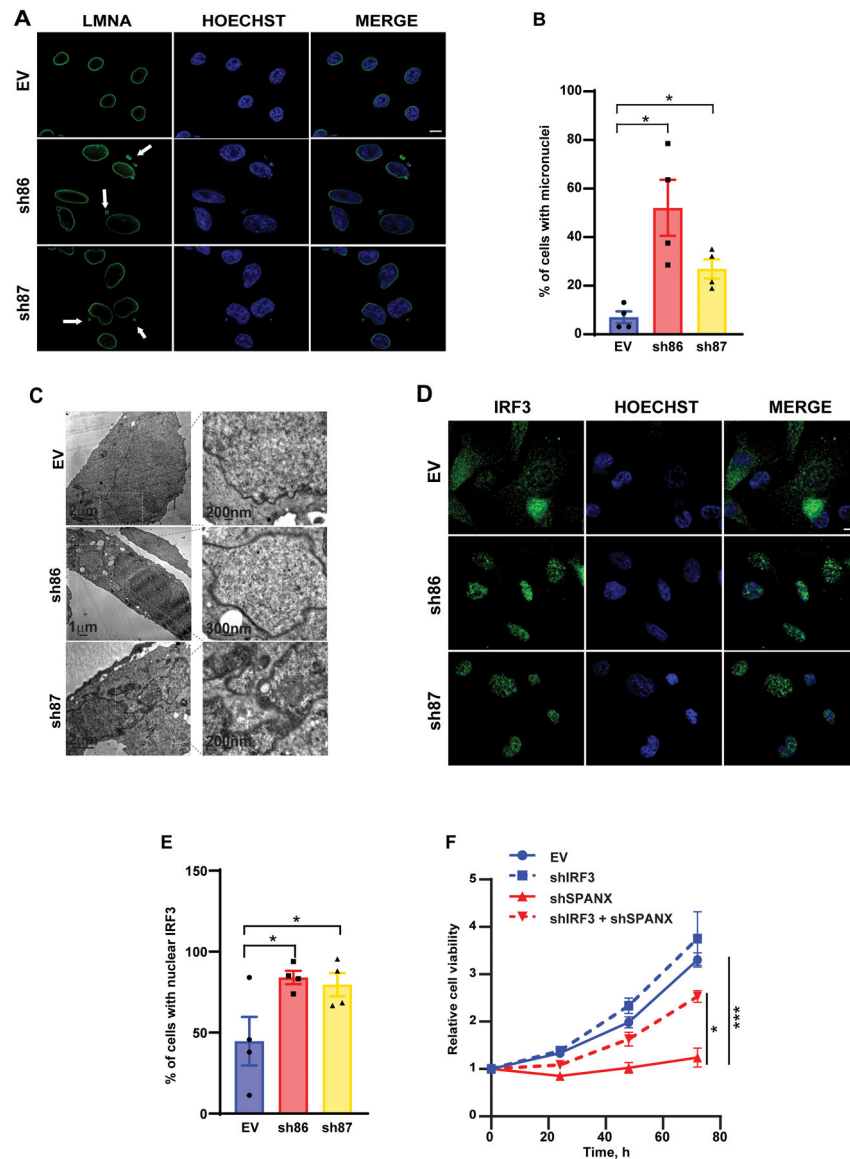 A
LMNA HOECHST MERGE
EV
sh86
sh87
B
% of cells with micronuclei
100
80
60
40
20
0
EV sh86 sh87
*
*
C
EV
2μm 200nm
sh86
1μm 300nm
sh87
2μm 200nm
D
IRF3 HOECHST MERGE
EV
sh86
sh87
E
% of cells with nuclear IRF3
150
100
50
0
EV sh86 sh87
*
*
F
EV
shIRF3
shSPANX
shIRF3 + shSPANX
Relative cell viability
5
4
3
2
1
0
0 20 40 60 80
Time, h
*
***